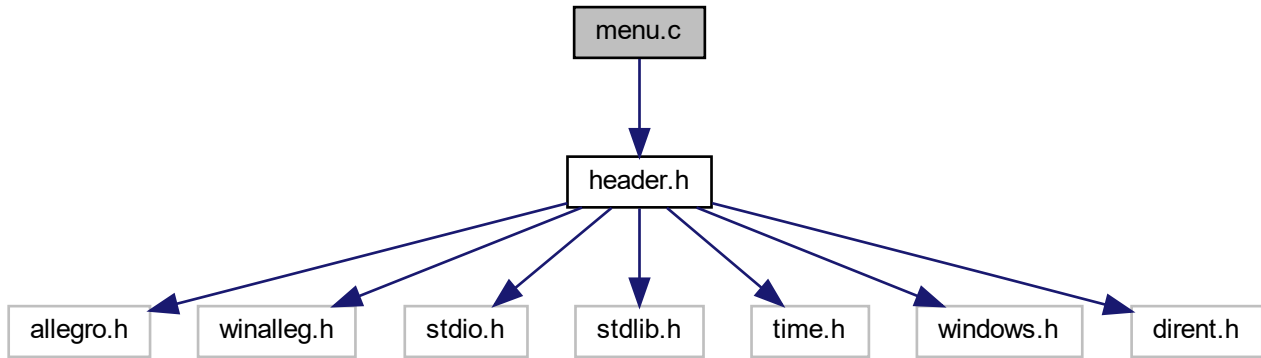 menu.c
header.h
allegro.h
winalleg.h
stdio.h
stdlib.h
time.h
windows.h
dirent.h